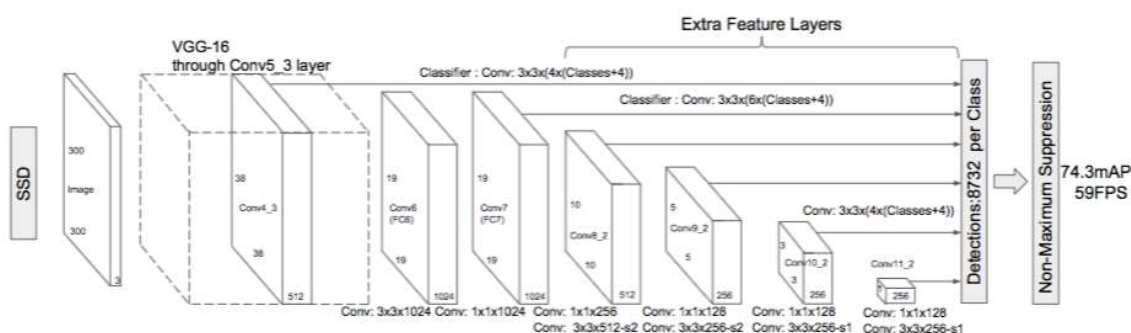 Extra Feature Layers
VGG-16
through Conv5_3 layer
Classifier : Conv: 3x3x(4x(Classes+4))
Classifier : Conv: 3x3x(6x(Classes+4))
SSD
300
Image
300
3
38
Conv4_3
38
512
19
Conv6
(FC6)
19
1024
19
Conv7
(FC7)
19
1024
10
Conv8_2
10
512
5
Conv9_2
5
256
Conv: 3x3x(4x(Classes+4))
3
Conv10_2
3
256
Conv11_2
1
256
Detections:8732 per Class
Non-Maximum Suppression
74.3mAP
59FPS
Conv: 3x3x1024
Conv: 1x1x1024
Conv: 1x1x256
Conv: 3x3x512-s2
Conv: 1x1x128
Conv: 3x3x256-s2
Conv: 1x1x128
Conv: 3x3x256-s1
Conv: 1x1x128
Conv: 3x3x256-s1